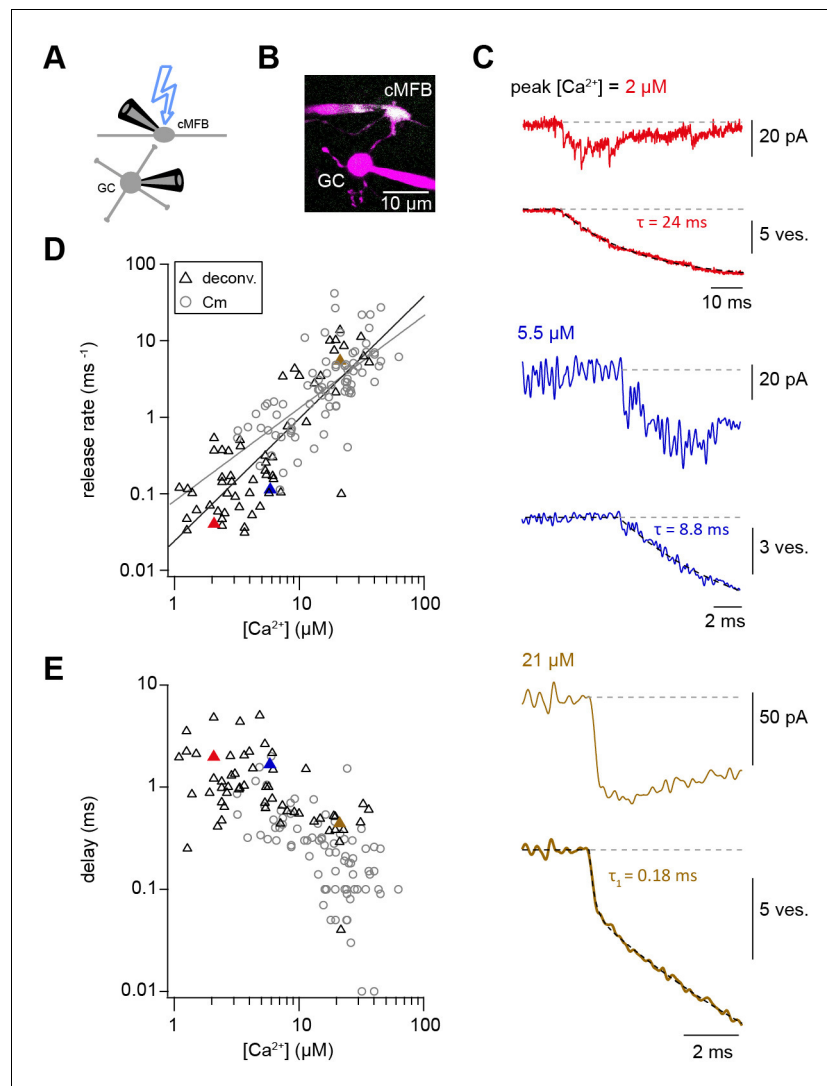 A
cMFB
GC
B
cMFB
GC
10 µm
C
peak [Ca²⁺] = 2 µM
20 pA
τ = 24 ms
5 ves.
10 ms
5.5 µM
20 pA
τ = 8.8 ms
3 ves.
2 ms
21 µM
50 pA
τ₁ = 0.18 ms
5 ves.
2 ms
D
deconv.
Cm
100
10
1
0.1
0.01
release rate (ms⁻¹)
1 10 100
[Ca²⁺] (µM)
E
10
1
0.1
0.01
delay (ms)
1 10 100
[Ca²⁺] (µM)